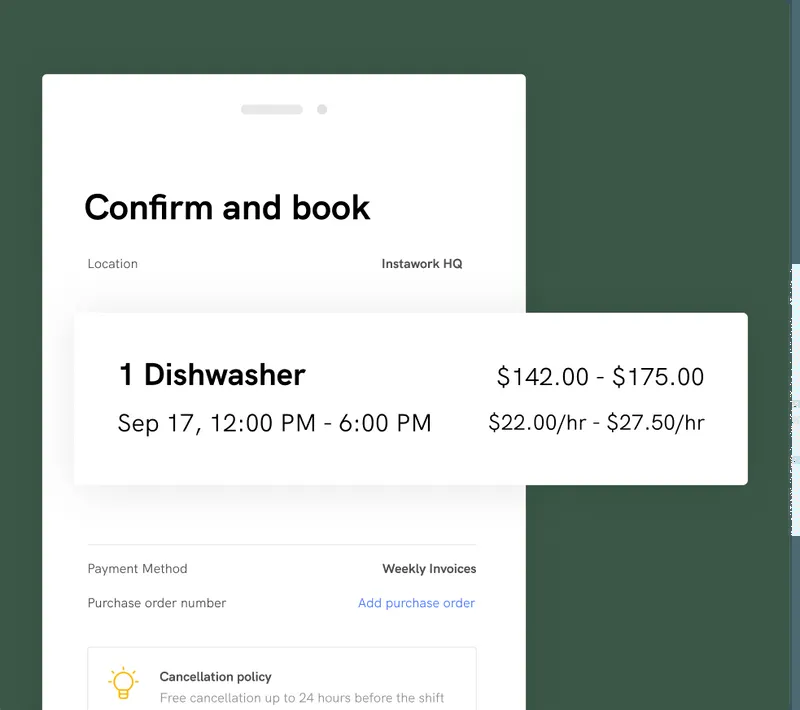 Confirm and book
Location Instawork HQ
1 Dishwasher $142.00 - $175.00
Sep 17, 12:00 PM - 6:00 PM $22.00/hr - $27.50/hr
Payment Method Weekly Invoices
Purchase order number Add purchase order
Cancellation policy
Free cancellation up to 24 hours before the shift